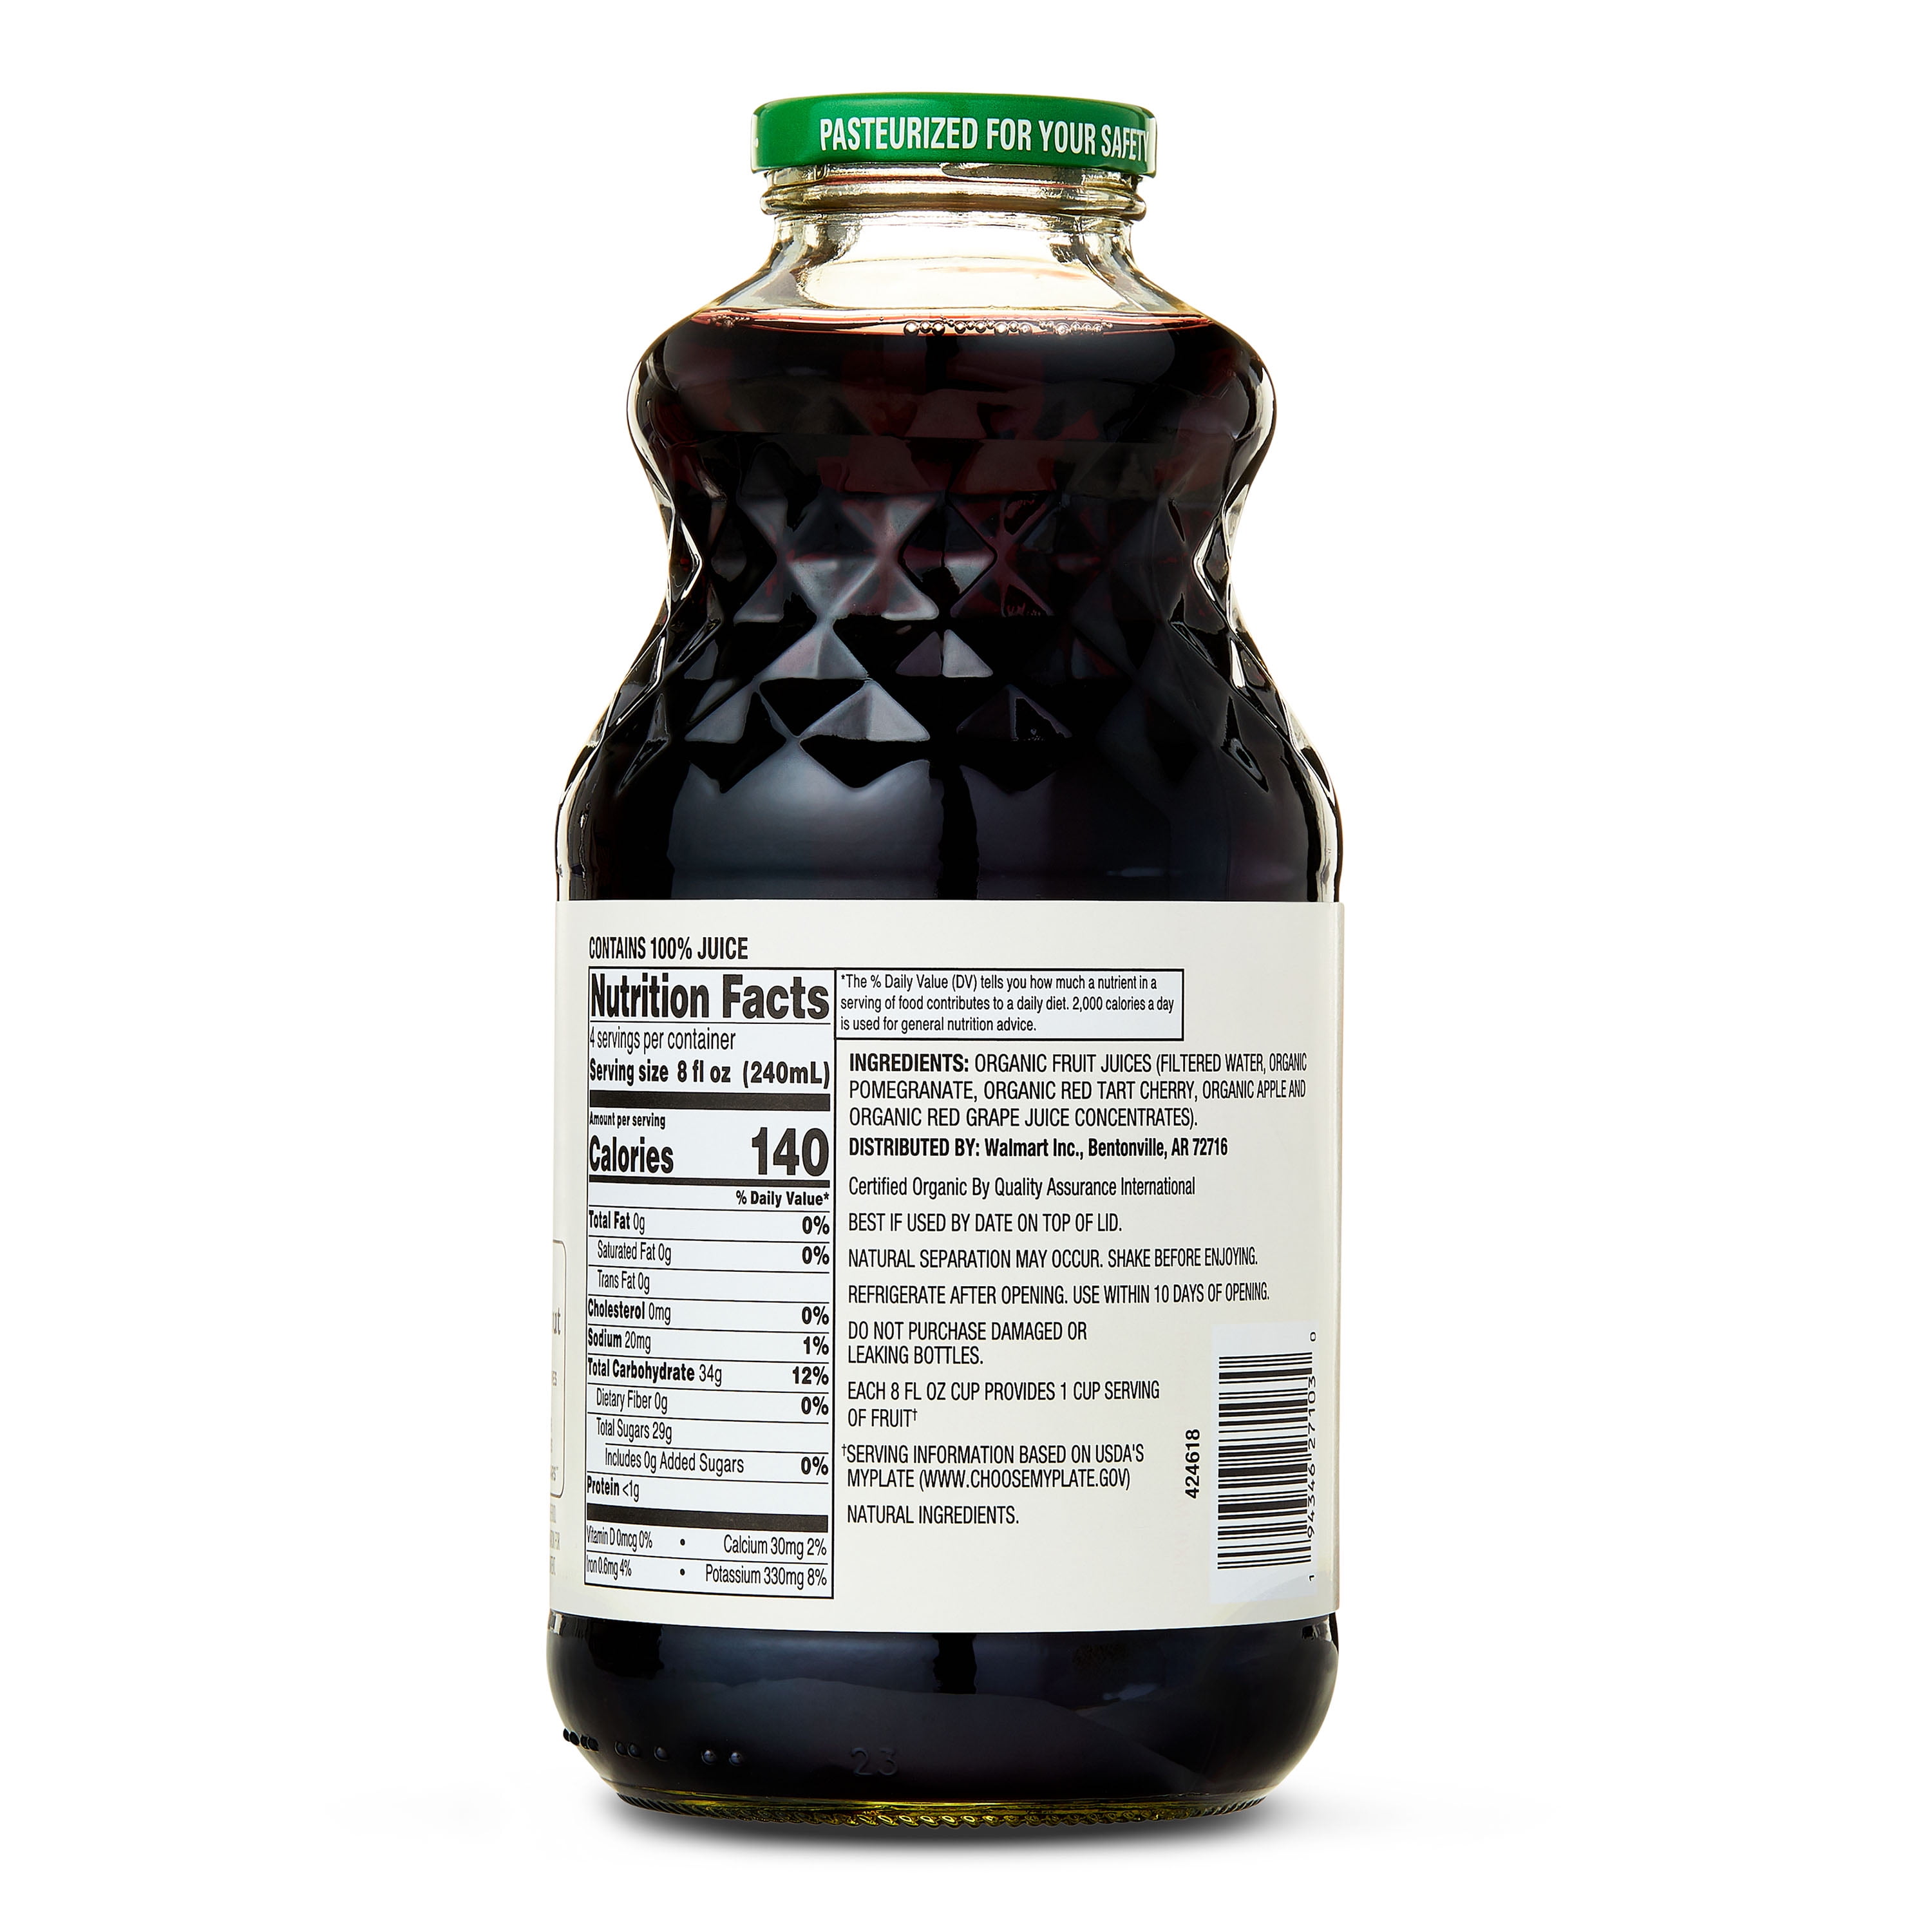 PASTEURIZED FOR YOUR SAFETY
CONTAINS 100% JUICE
Nutrition Facts
4 servings per container
Serving size 8 fl oz (240mL)
Amount per serving
Calories 140
% Daily Value*
Total Fat 0g 0%
Saturated Fat 0g 0%
Trans Fat 0g
Cholesterol 0mg 0%
Sodium 20mg 1%
Total Carbohydrate 34g 12%
Dietary Fiber 0g 0%
Total Sugars 29g
Includes 0g Added Sugars 0%
Protein <1g
Vitamin D 0mcg 0% • Calcium 30mg 2%
Iron 0.6mg 4% • Potassium 330mg 8%
*The % Daily Value (DV) tells you how much a nutrient in a
serving of food contributes to a daily diet. 2,000 calories a day
is used for general nutrition advice.
INGREDIENTS: ORGANIC FRUIT JUICES (FILTERED WATER, ORGANIC
POMEGRANATE, ORGANIC RED TART CHERRY, ORGANIC APPLE AND
ORGANIC RED GRAPE JUICE CONCENTRATES).
DISTRIBUTED BY: Walmart Inc., Bentonville, AR 72716
Certified Organic By Quality Assurance International
BEST IF USED BY DATE ON TOP OF LID.
NATURAL SEPARATION MAY OCCUR. SHAKE BEFORE ENJOYING.
REFRIGERATE AFTER OPENING. USE WITHIN 10 DAYS OF OPENING.
DO NOT PURCHASE DAMAGED OR
LEAKING BOTTLES.
EACH 8 FL OZ CUP PROVIDES 1 CUP SERVING
OF FRUIT†
†SERVING INFORMATION BASED ON USDA'S
MYPLATE (WWW.CHOOSEMYPLATE.GOV)
NATURAL INGREDIENTS.
424618
1 94346 27103 0
23